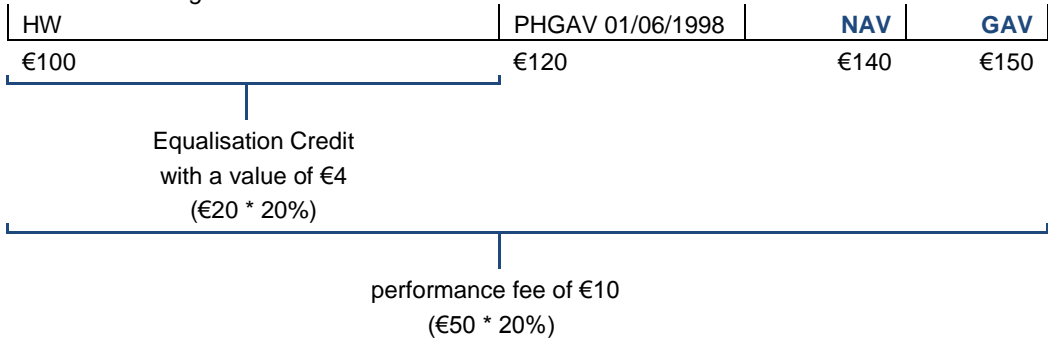 HW PHGAV 01/06/1998 NAV GAV
€100 €120 €140 €150
Equalisation Credit
with a value of €4
(€20 * 20%)
performance fee of €10
(€50 * 20%)